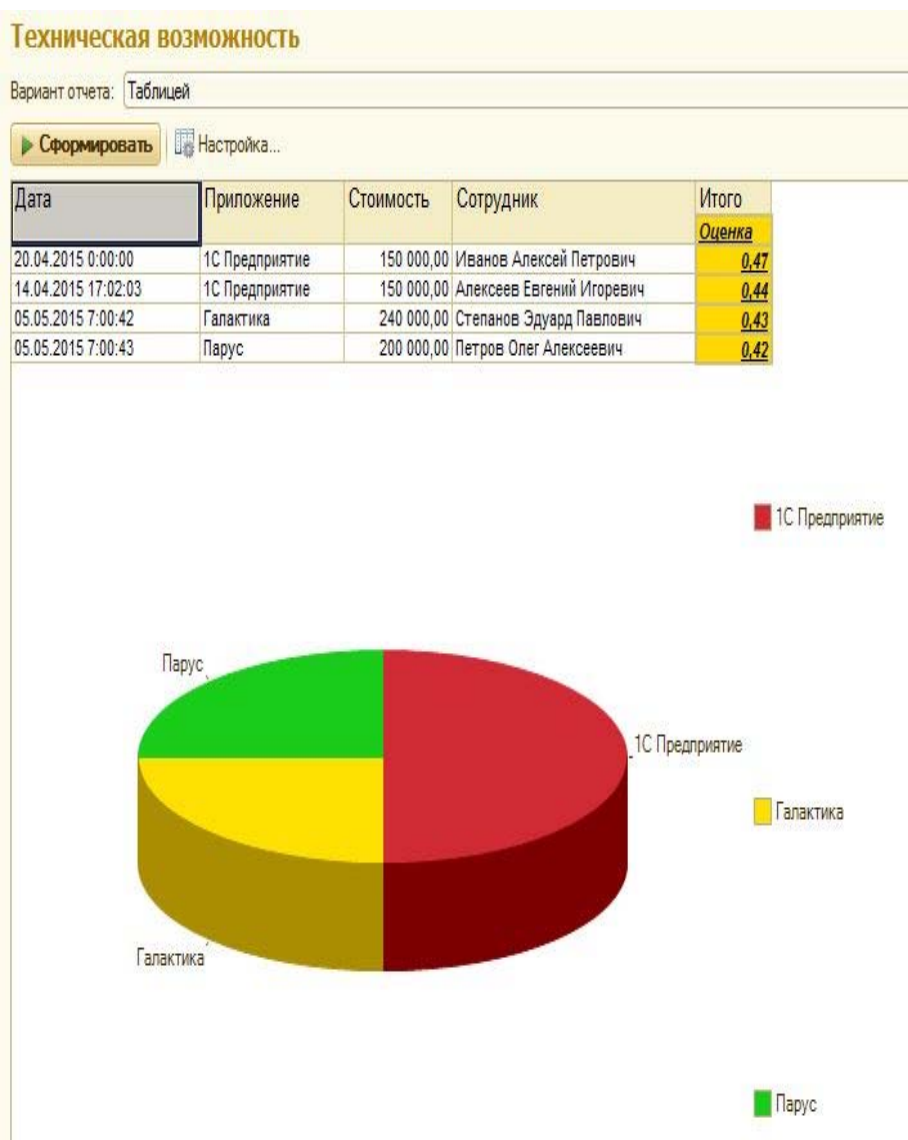 Техническая возможность
Вариант отчета: Таблицей
Сформировать Настройка...
Дата Приложение Стоимость Сотрудник Итого
Оценка
20.04.2015 0:00:00 1С Предприятие 150 000,00 Иванов Алексей Петрович 0,47
14.04.2015 17:02:03 1С Предприятие 150 000,00 Алексеев Евгений Игоревич 0,44
05.05.2015 7:00:42 Галактика 240 000,00 Степанов Эдуард Павлович 0,43
05.05.2015 7:00:43 Парус 200 000,00 Петров Олег Алексеевич 0,42
1С Предприятие
Парус
1С Предприятие
Галактика
Галактика
Парус